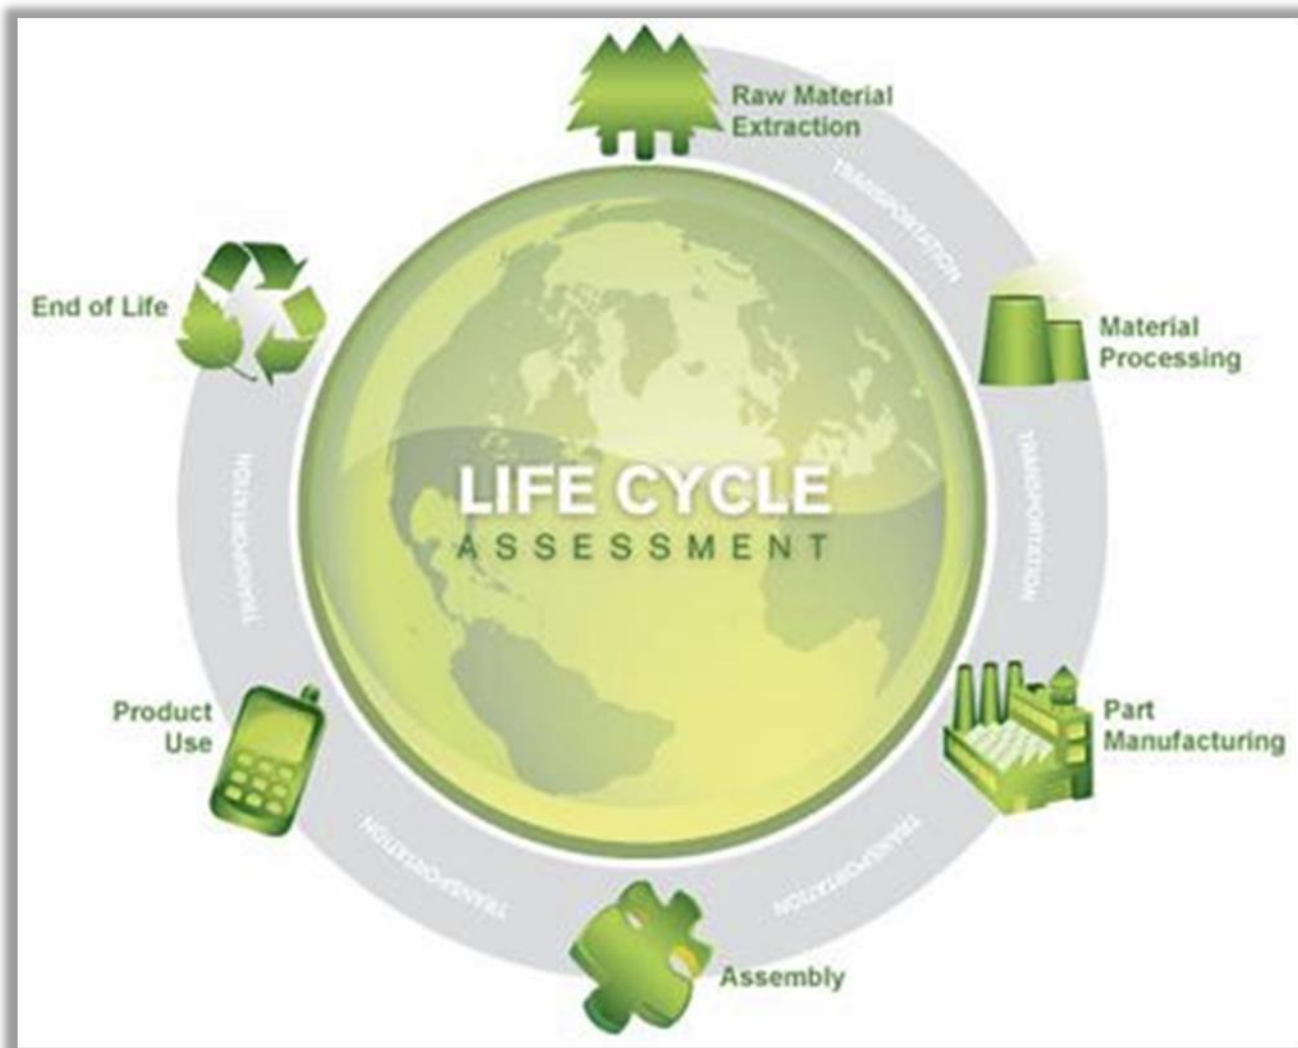 Raw Material
Extraction
TRANSPORTATION
Material
Processing
TRANSPORTATION
Part
Manufacturing
TRANSPORTATION
Assembly
TRANSPORTATION
Product
Use
TRANSPORTATION
End of Life
LIFE CYCLE
ASSESSMENT